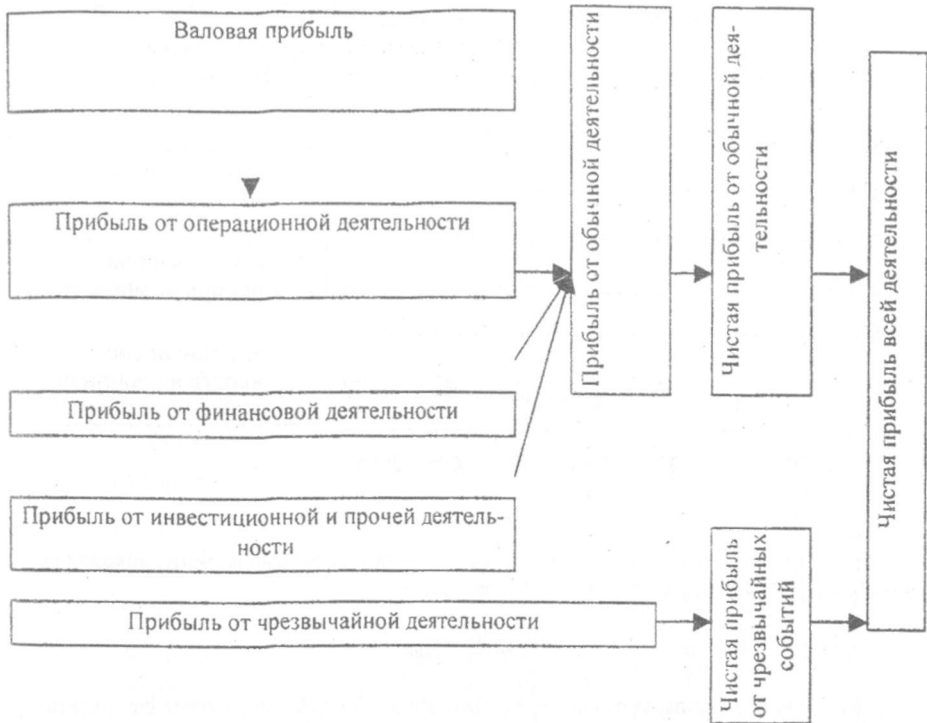 Валовая прибыль
Прибыль от операционной деятельности
Прибыль от финансовой деятельности
Прибыль от инвестиционной и прочей деятель-
ности
Прибыль от чрезвычайной деятельности
Прибыль от обычной деятельности
Чистая прибыль от обычной дея-
тельности
Чистая прибыль
от чрезвычайных
событий
Чистая прибыль всей деятельности